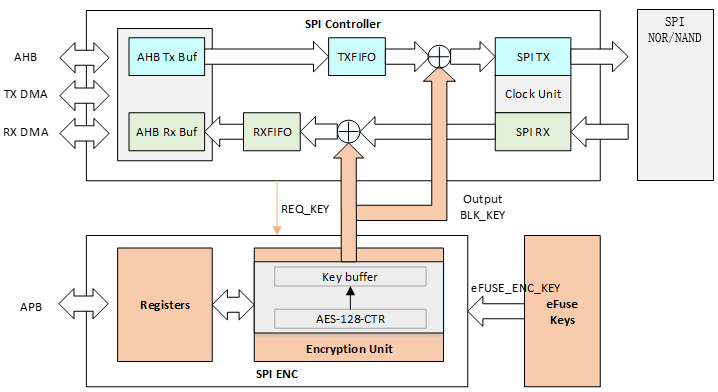 SPI Controller
SPI
NOR/NAND
AHB
AHB Tx Buf
TXFIFO
SPI TX
TX DMA
Clock Unit
RX DMA
AHB Rx Buf
RXFIFO
SPI RX
REQ_KEY
Output
BLK_KEY
Key buffer
eFUSE_ENC_KEY
APB
Registers
eFuse
Keys
AES-128-CTR
Encryption Unit
SPI ENC